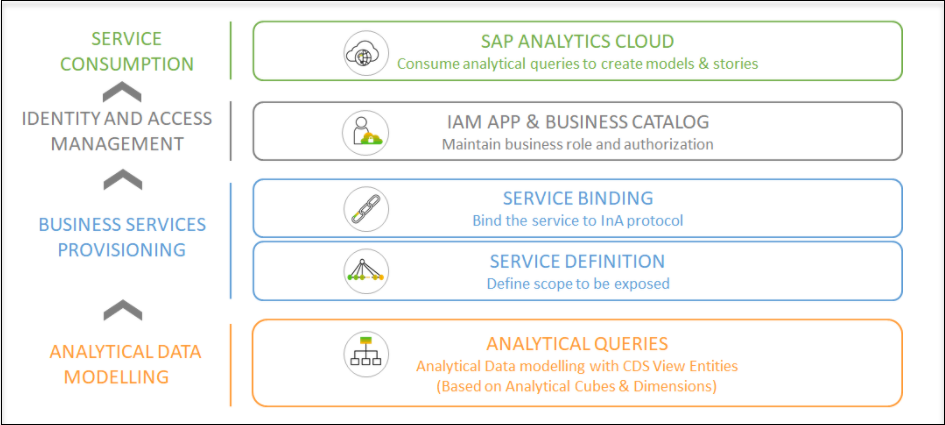 SERVICE
CONSUMPTION
SAP ANALYTICS CLOUD
Consume analytical queries to create models & stories
IDENTITY AND ACCESS
MANAGEMENT
IAM APP & BUSINESS CATALOG
Maintain business role and authorization
BUSINESS SERVICES
PROVISIONING
SERVICE BINDING
Bind the service to InA protocol
SERVICE DEFINITION
Define scope to be exposed
ANALYTICAL DATA
MODELLING
ANALYTICAL QUERIES
Analytical Data modelling with CDS View Entities
(Based on Analytical Cubes & Dimensions)